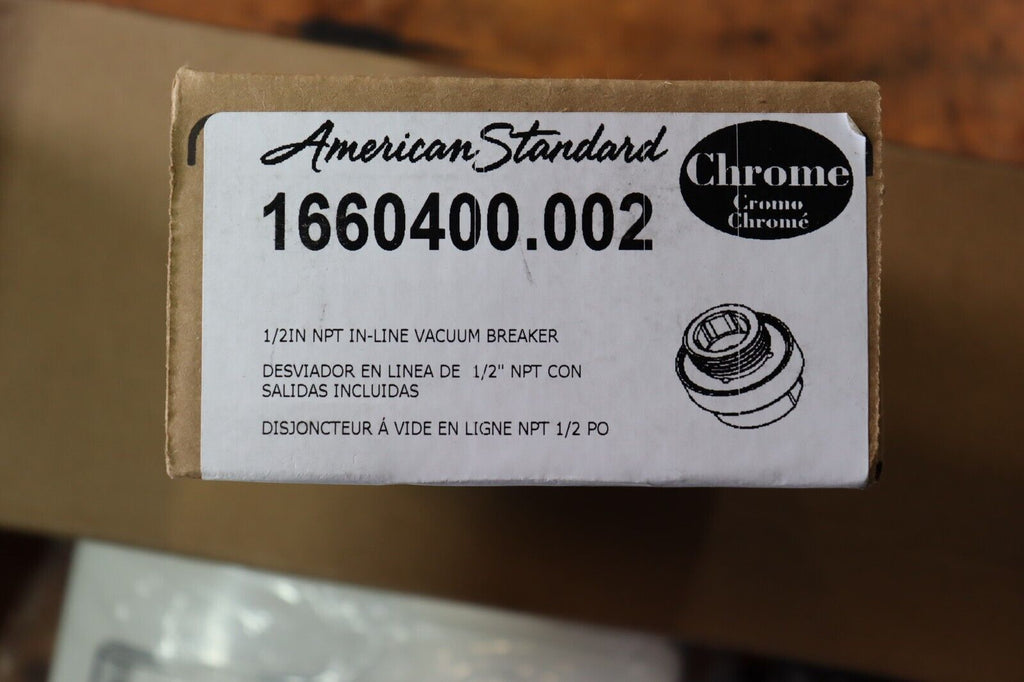 American Standard
Chrome
Cromo
Chromé
1660400.002
1/2IN NPT IN-LINE VACUUM BREAKER
DESVIADOR EN LINEA DE 1/2" NPT CON
SALIDAS INCLUIDAS
DISJONCTEUR Á VIDE EN LIGNE NPT 1/2 PO